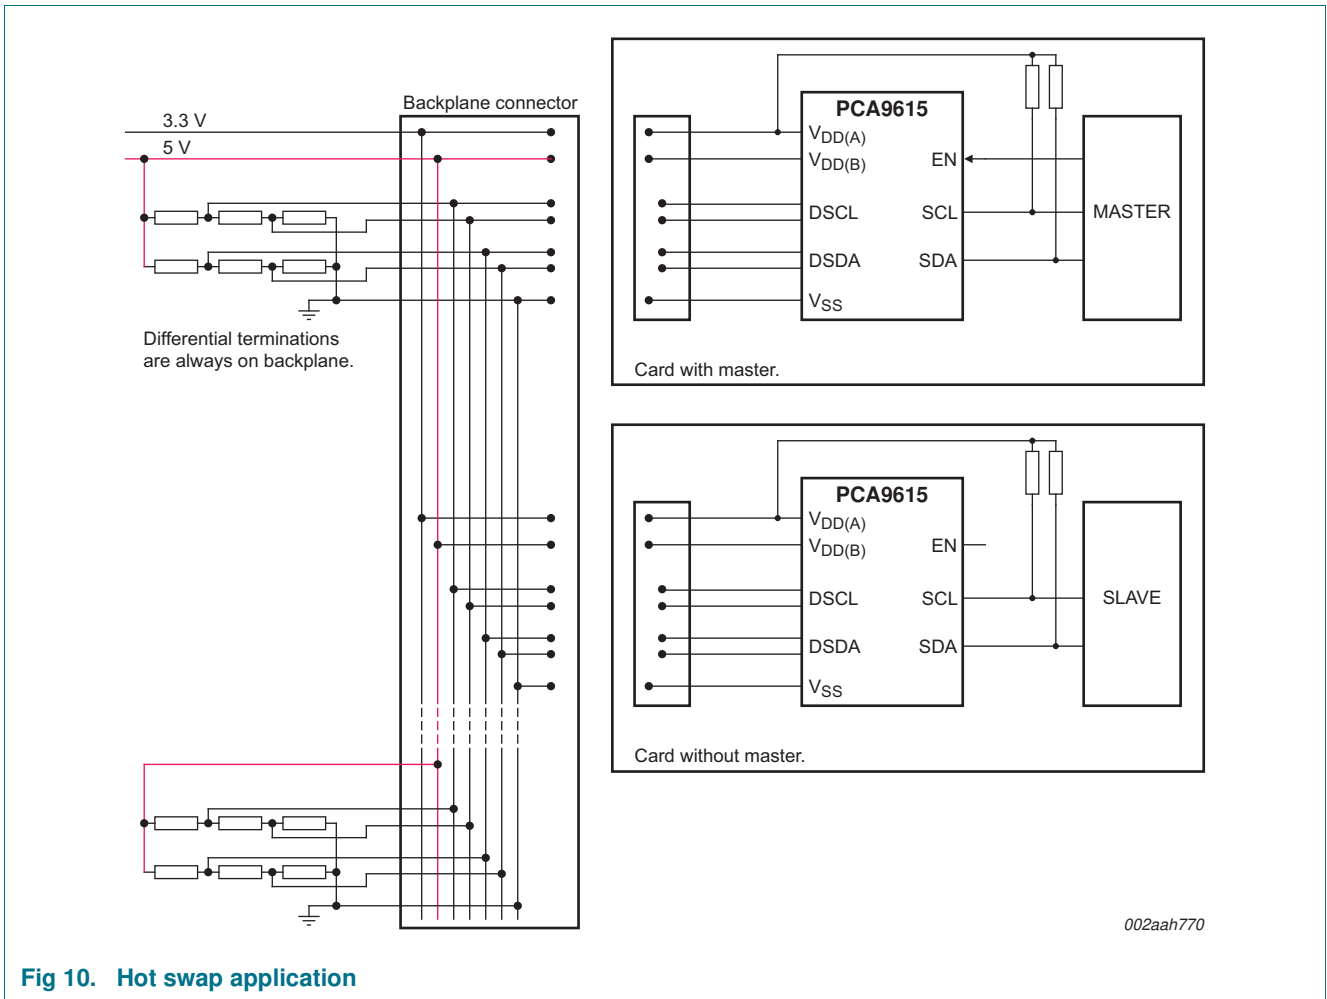 Backplane connector
3.3 V
5 V
Differential terminations
are always on backplane.
PCA9615
VDD(A)
VDD(B)
EN
DSCL
SCL
DSDA
SDA
VSS
MASTER
Card with master.
PCA9615
VDD(A)
VDD(B)
EN
DSCL
SCL
DSDA
SDA
VSS
SLAVE
Card without master.
002aah770
Fig 10. Hot swap application